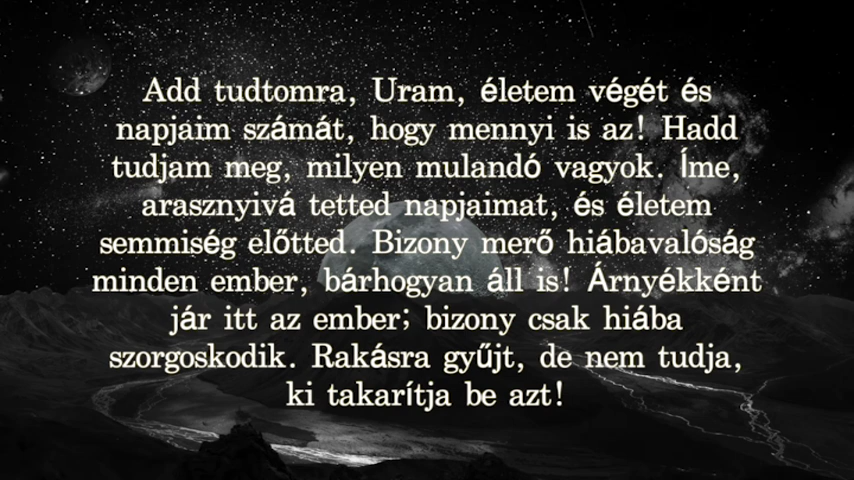 Add tudtomra, Uram, életem végét és
napjaim számát, hogy mennyi is az! Hadd
tudjam meg, milyen mulandó vagyok. Íme,
arasznyivá tetted napjaimat, és életem
semmiség előtted. Bizony merő hiábavalóság
minden ember, bárhogyan áll is! Árnyékként
jár itt az ember; bizony csak hiába
szorgoskodik. Rakásra gyűjt, de nem tudja,
ki takarítja be azt!